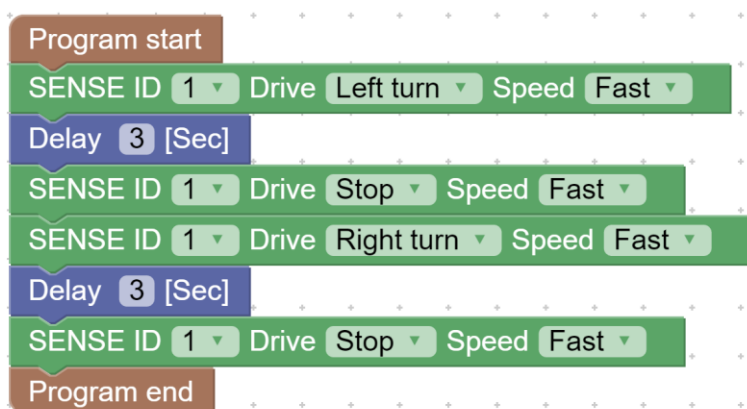 Program start
SENSE ID 1 Drive Left turn Speed Fast
Delay 3 [Sec]
SENSE ID 1 Drive Stop Speed Fast
SENSE ID 1 Drive Right turn Speed Fast
Delay 3 [Sec]
SENSE ID 1 Drive Stop Speed Fast
Program end